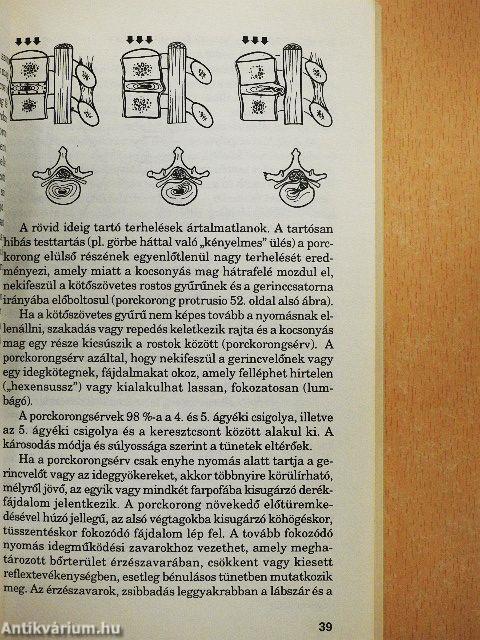 A rövid ideig tartó terhelések ártalmatlanok. A tartósan
hibás testtartás (pl. görbe háttal való „kényelmes" ülés) a porc-
korong elülső részének egyenlőtlenül nagy terhelését ered-
ményezi, amely miatt a kocsonyás mag hátrafelé mozdul el,
nekifeszül a kötőszövetes rostos gyűrűnek és a gerinccsatorna
irányába előboltosul (porckorong protrusio 52. oldal alsó ábra).
Ha a kötőszövetes gyűrű nem képes tovább a nyomásnak el-
lenállni, szakadás vagy repedés keletkezik rajta és a kocsonyás
mag egy része kicsúszik a rostok között (porckorongsérv). A
porckorongsérv azáltal, hogy nekifeszül a gerincvelőnek vagy
egy idegkötegnek, fájdalmakat okoz, amely felléphet hirtelen
(„hexensussz") vagy kialakulhat lassan, fokozatosan (lum-
bágó).
A porckorongsérvek 98 %-a a 4. és 5. ágyéki csigolya, illetve
az 5. ágyéki csigolya és a keresztcsont között alakul ki. A
károsodás módja és súlyossága szerint a tünetek eltérőek.
Ha a porckorongsérv csak enyhe nyomás alatt tartja a ge-
rincvelőt vagy az ideggyökereket, akkor többnyire körülírható,
mélyről jövő, az egyik vagy mindkét farpofába kisugárzó derék-
fájdalom jelentkezik. A porckorong növekedő előtüremke-
désével húzó jellegű, az alsó végtagokba kisugárzó köhögéskor,
tüsszentéskor fokozódó fájdalom lép fel. A tovább fokozódó
nyomás idegműködési zavarokhoz vezethet, amely megha-
tározott bőrterület érzészavarában, csökkent vagy kiesett
reflextevékenységben, esetleg bénulásos tünetben mutatkozik
meg. Az érzészavarok, zsibbadás leggyakrabban a lábszár és a
39
Antikvárium.hu